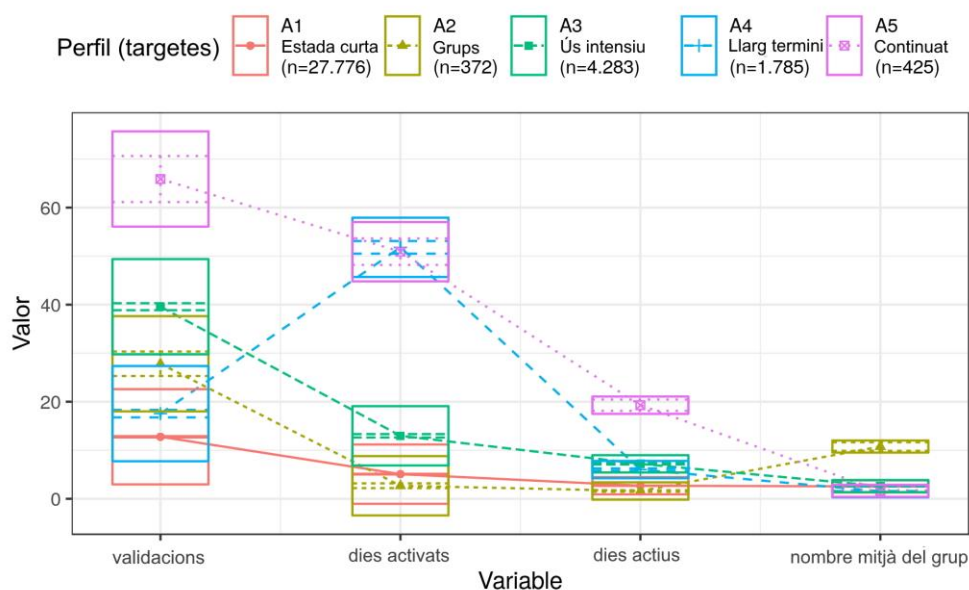 Perfil (targetes)
A1
Estada curta
(n=27.776)
A2
Grups
(n=372)
A3
Ús intensiu
(n=4.283)
A4
Llarg termini
(n=1.785)
A5
Continuat
(n=425)
Valor
60
40
20
0
validacions
dies activats
dies actius
nombre mitjà del grup
Variable